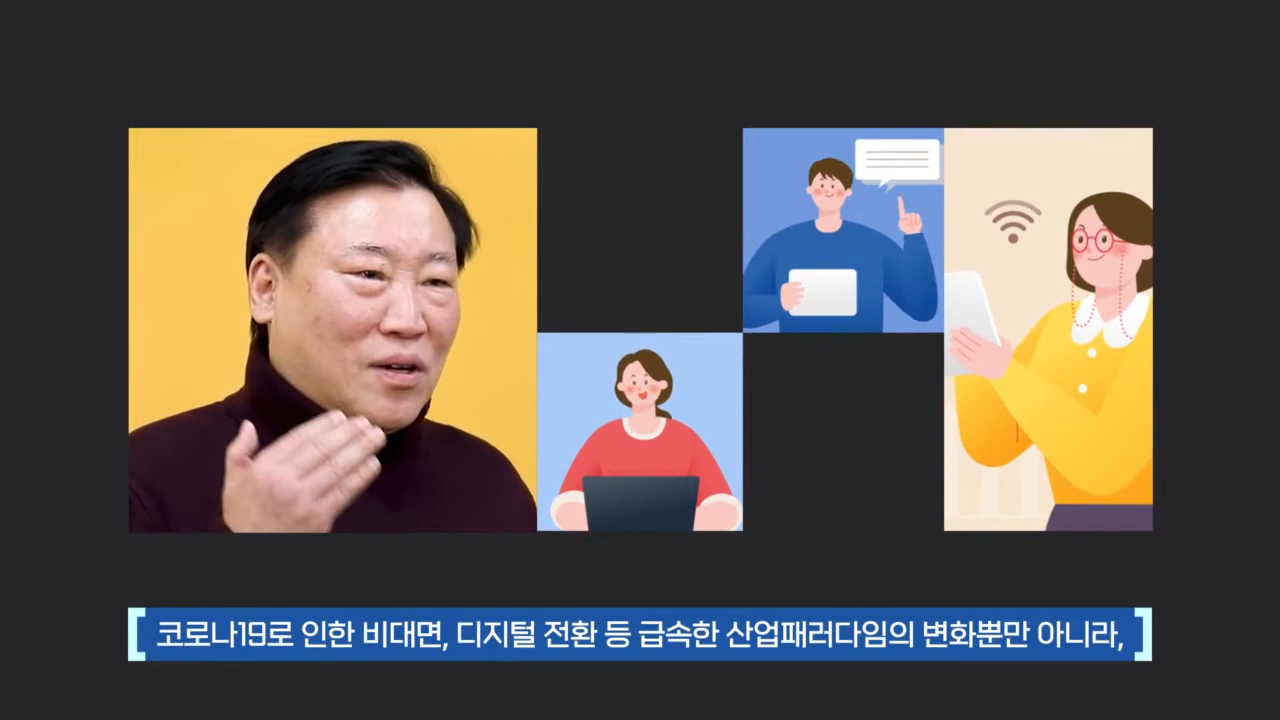 코로나19로 인한 비대면, 디지털 전환 등 급속한 산업패러다임의 변화뿐만 아니라,